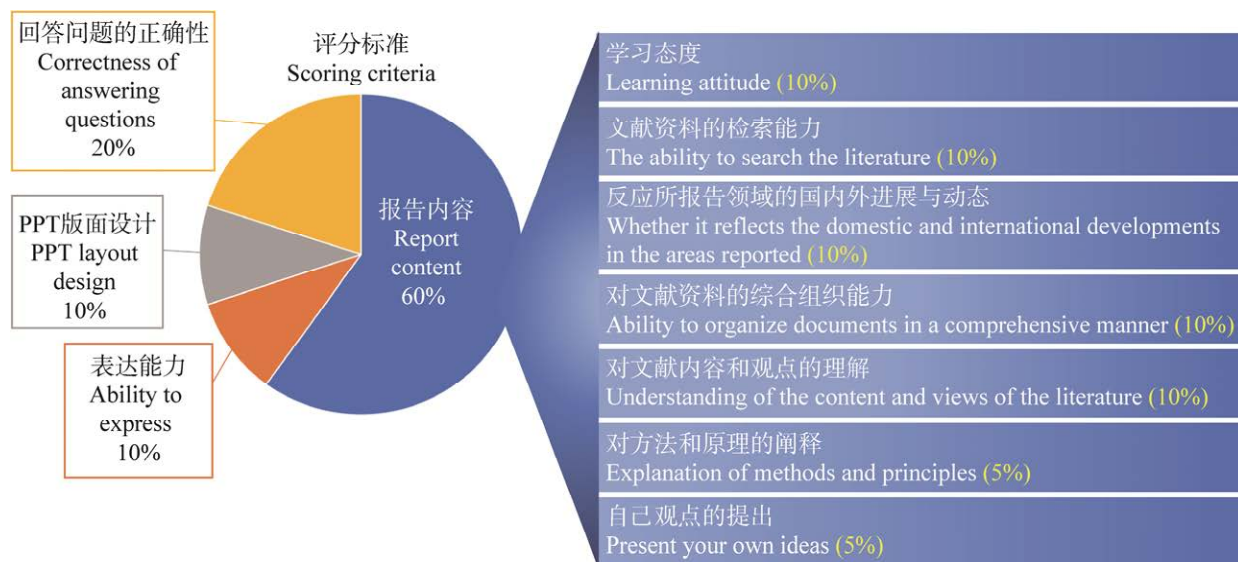 回答问题的正确性
Correctness of
answering
questions
20%
评分标准
Scoring criteria
PPT版面设计
PPT layout
design
10%
表达能力
Ability to
express
10%
报告内容
Report
content
60%
学习态度
Learning attitude (10%)
文献资料的检索能力
The ability to search the literature (10%)
反应所报告领域的国内外进展与动态
Whether it reflects the domestic and international developments
in the areas reported (10%)
对文献资料的综合组织能力
Ability to organize documents in a comprehensive manner (10%)
对文献内容和观点的理解
Understanding of the content and views of the literature (10%)
对方法和原理的阐释
Explanation of methods and principles (5%)
自己观点的提出
Present your own ideas (5%)